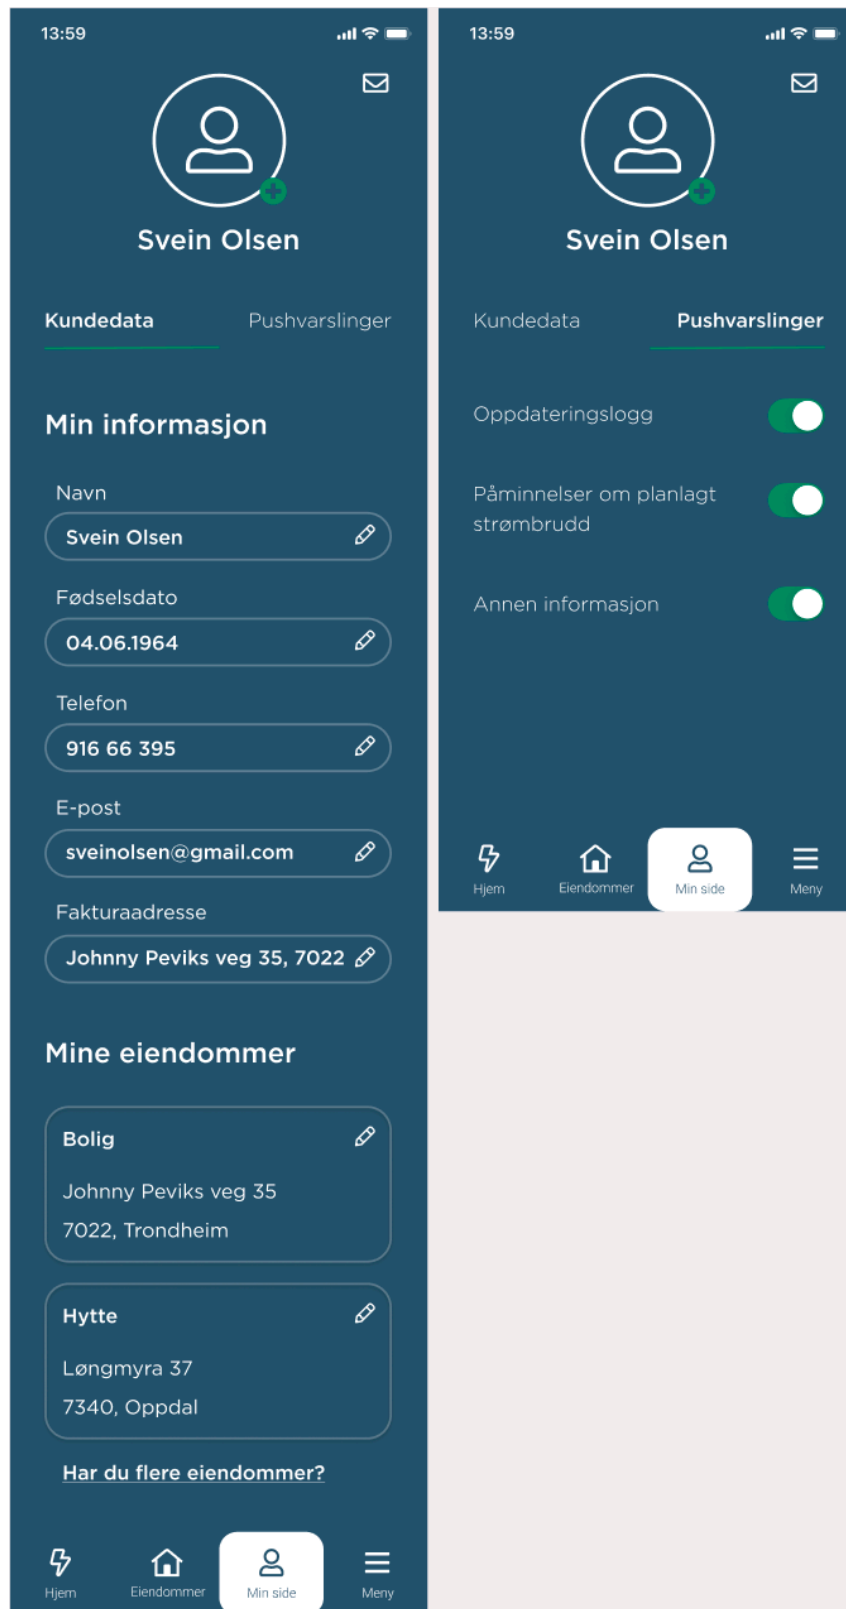 13:59
Svein Olsen
Kundedata
Pushvarslinger
Min informasjon
Navn
Svein Olsen
Fødselsdato
04.06.1964
Telefon
916 66 395
E-post
sveinolsen@gmail.com
Fakturaadresse
Johnny Peviks veg 35, 7022
Mine eiendommer
Bolig
Johnny Peviks veg 35
7022, Trondheim
Hytte
Løngmyra 37
7340, Oppdal
Har du flere eiendommer?
Hjem
Eiendommer
Min side
Meny
13:59
Svein Olsen
Kundedata
Pushvarslinger
Oppdateringslogg
Påminnelser om planlagt
strømbrudd
Annen informasjon
Hjem
Eiendommer
Min side
Meny